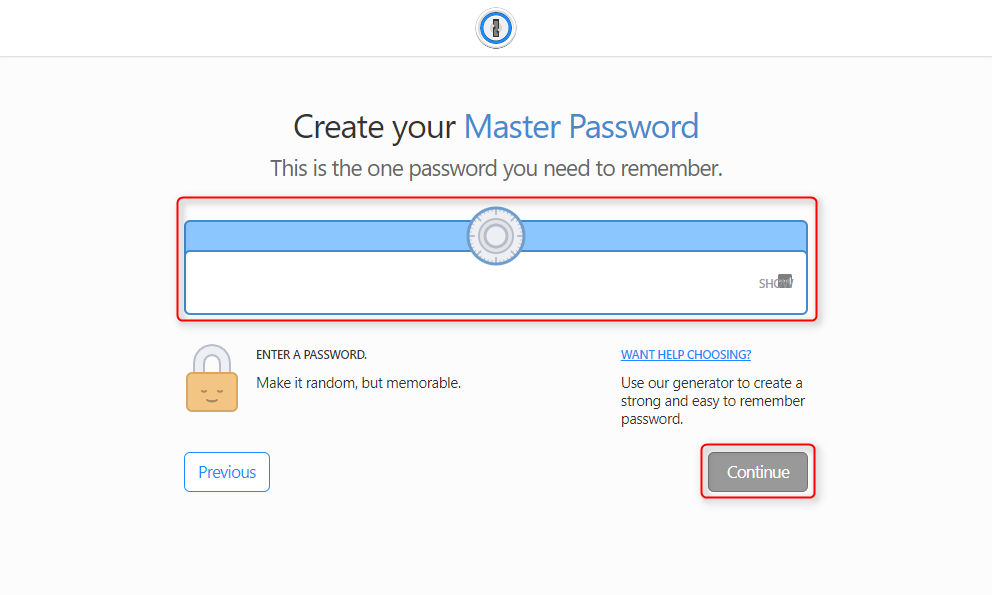 Create your Master Password
This is the one password you need to remember.
SHOW
ENTER A PASSWORD.
Make it random, but memorable.
WANT HELP CHOOSING?
Use our generator to create a
strong and easy to remember
password.
Previous
Continue